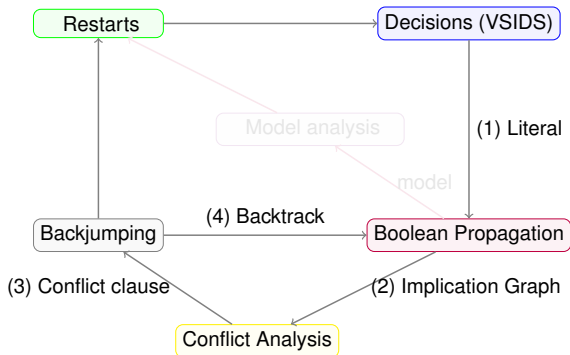 Restarts
Decisions (VSIDS)
(1) Literal
Model analysis
model
(4) Backtrack
Backjumping
Boolean Propagation
(3) Conflict clause
(2) Implication Graph
Conflict Analysis